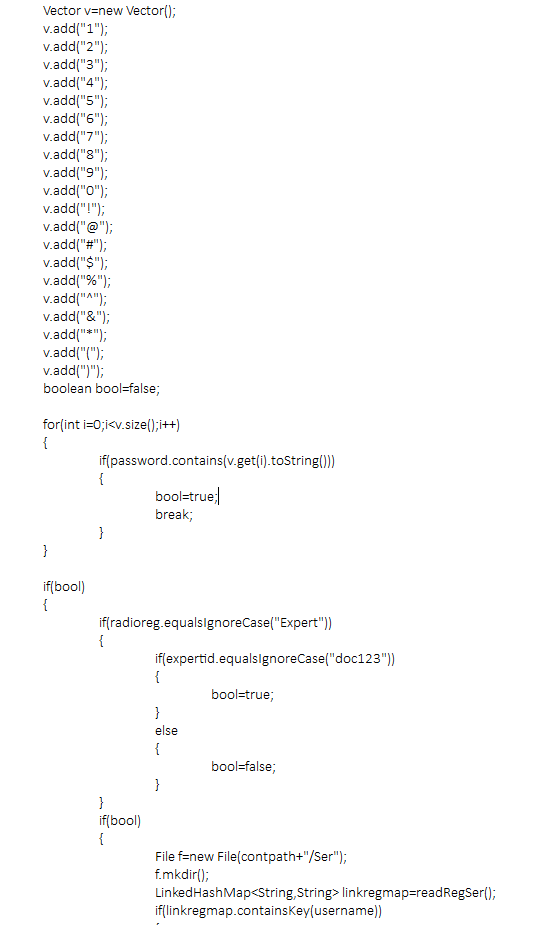 Vector v=new Vector();
v.add("1");
v.add("2");
v.add("3");
v.add("4");
v.add("5");
v.add("6");
v.add("7");
v.add("8");
v.add("9");
v.add("0");
v.add("!");
v.add("@");
v.add("#");
v.add("$");
v.add("%");
v.add("^");
v.add("&");
v.add("*");
v.add("(");
v.add(")");
boolean bool=false;
for(int i=0;i<v.size();i++)
{
if(password.contains(v.get(i).toString()))
{
bool=true;
break;
}
}
if(bool)
{
if(radioreg.equalsIgnoreCase("Expert"))
{
if(expertid.equalsIgnoreCase("doc123"))
{
bool=true;
}
else
{
bool=false;
}
}
if(bool)
{
File f=new File(contpath+"/Ser");
f.mkdir();
LinkedHashMap<String,String> linkregmap=readRegSer();
if(linkregmap.containsKey(username))